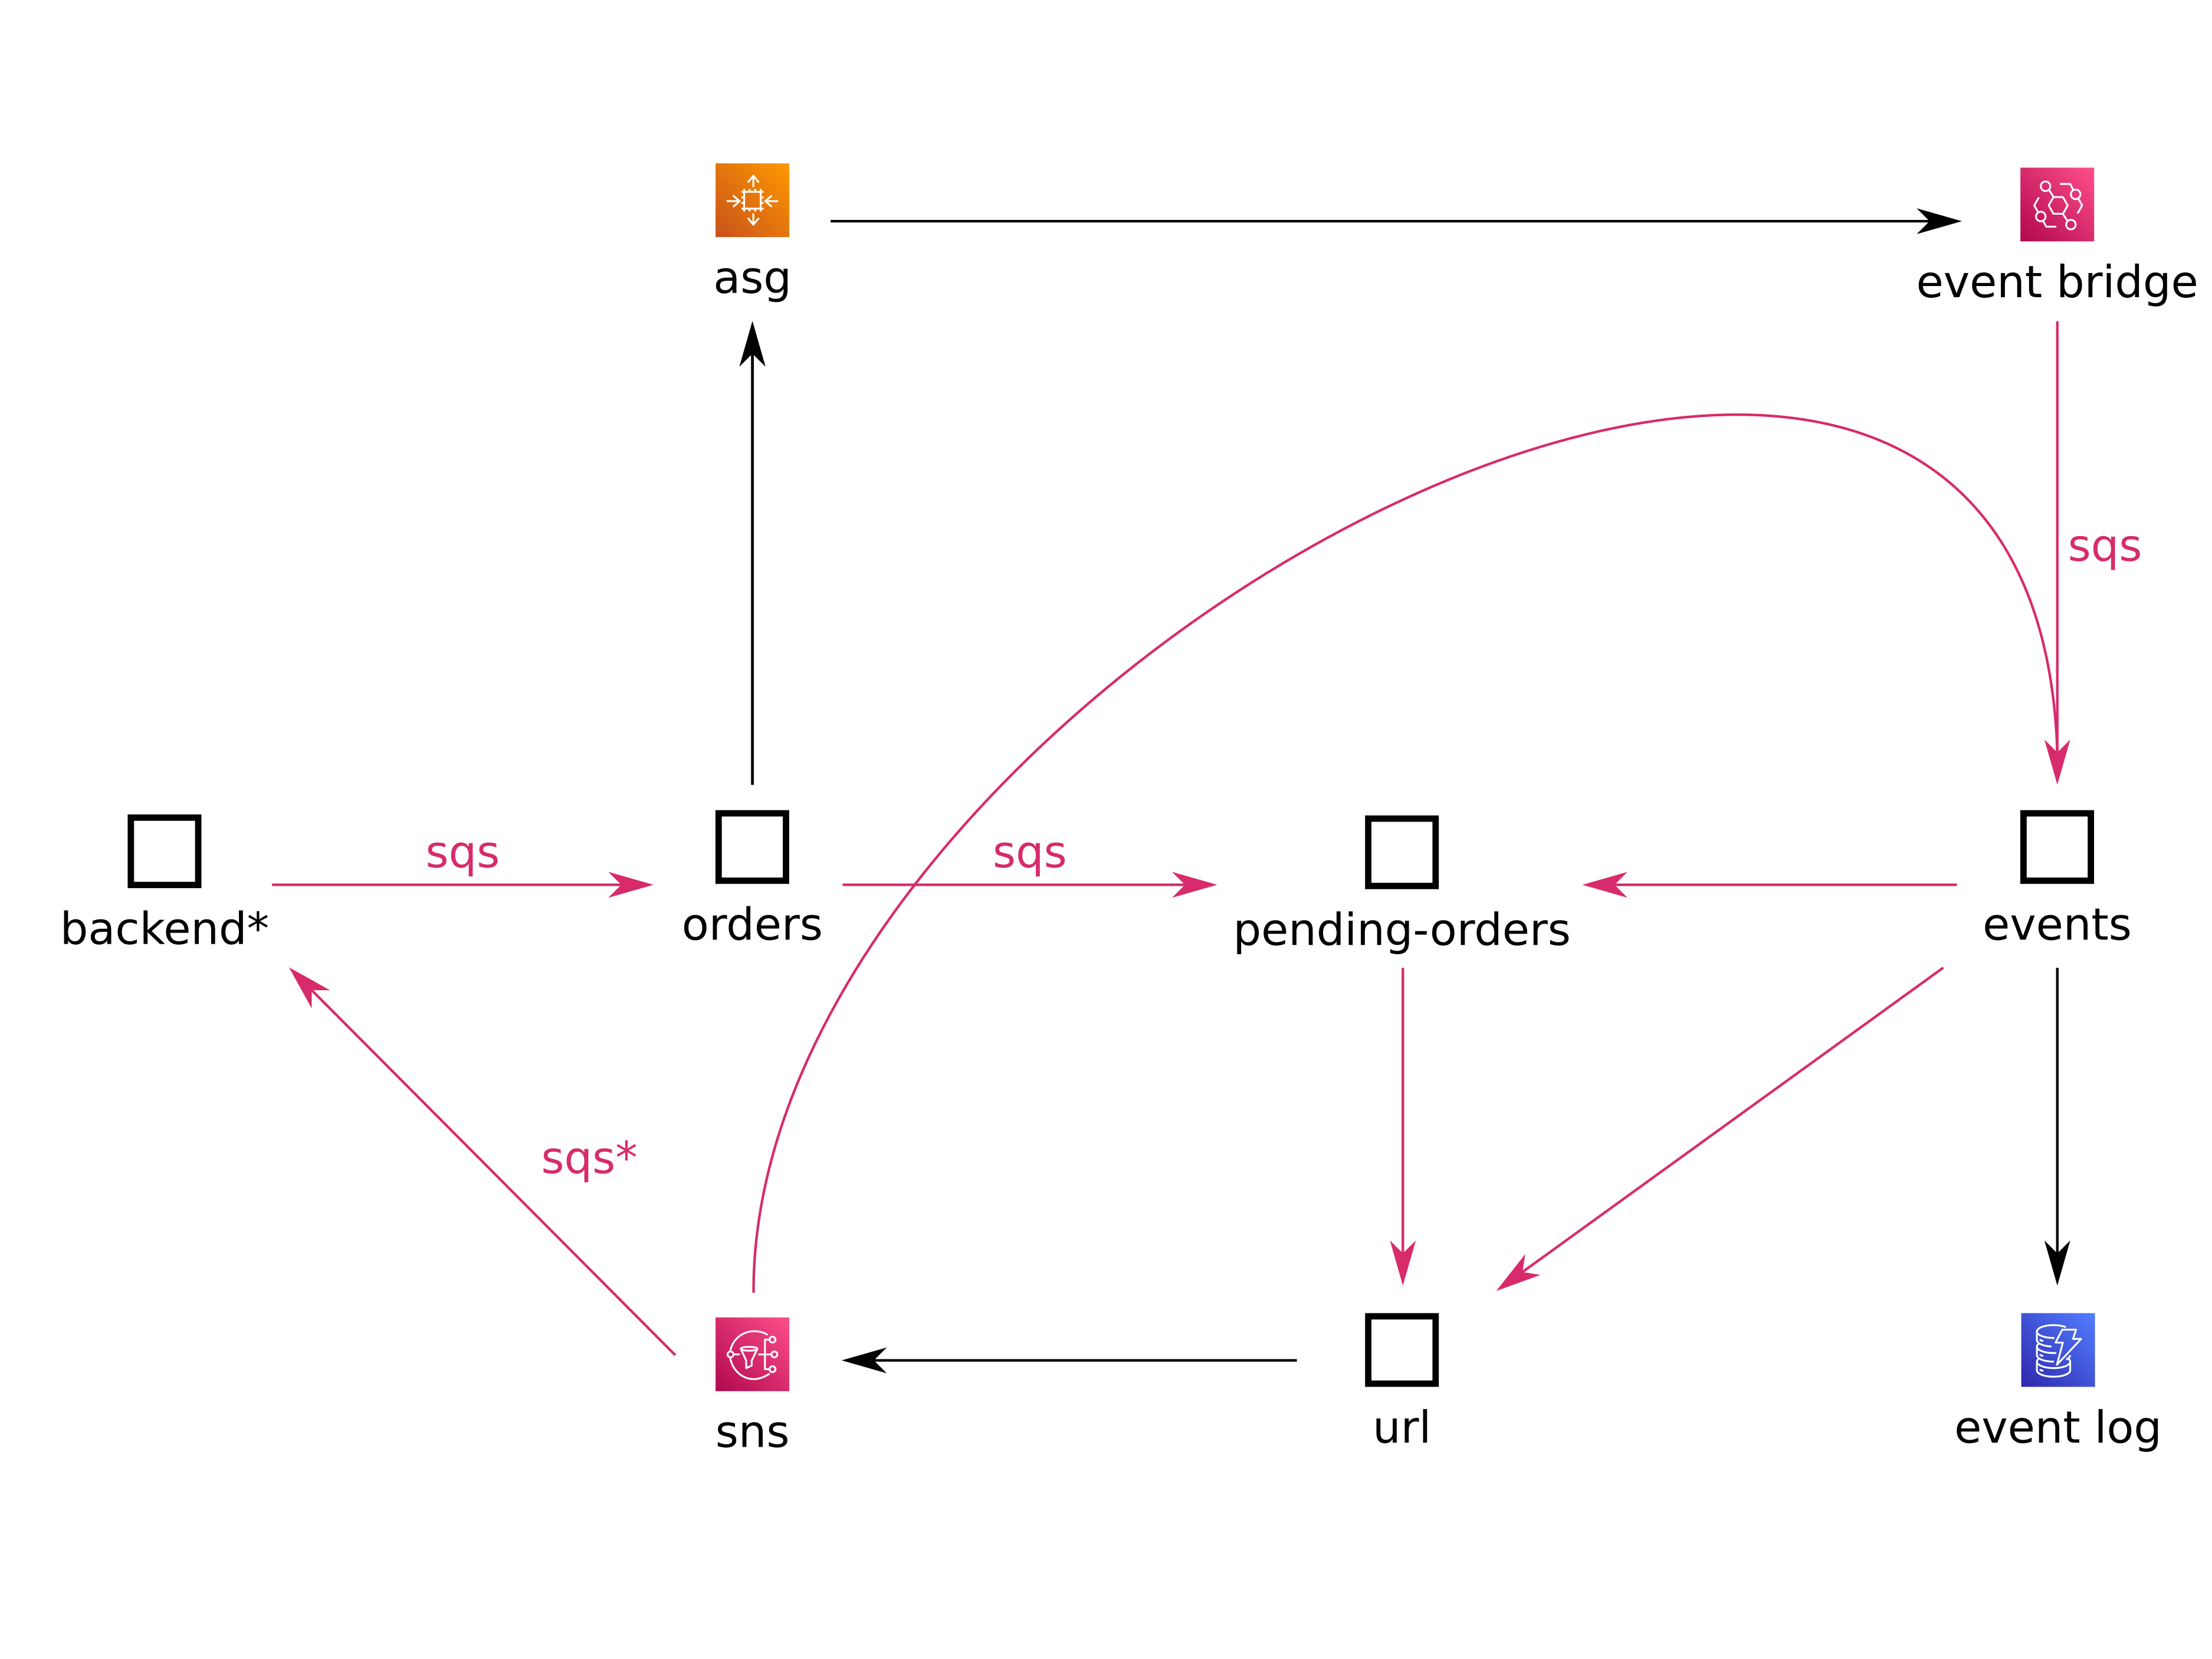 asg
event bridge
sqs
sqs
sqs
backend*
orders
pending-orders
events
sqs*
sns
url
event log